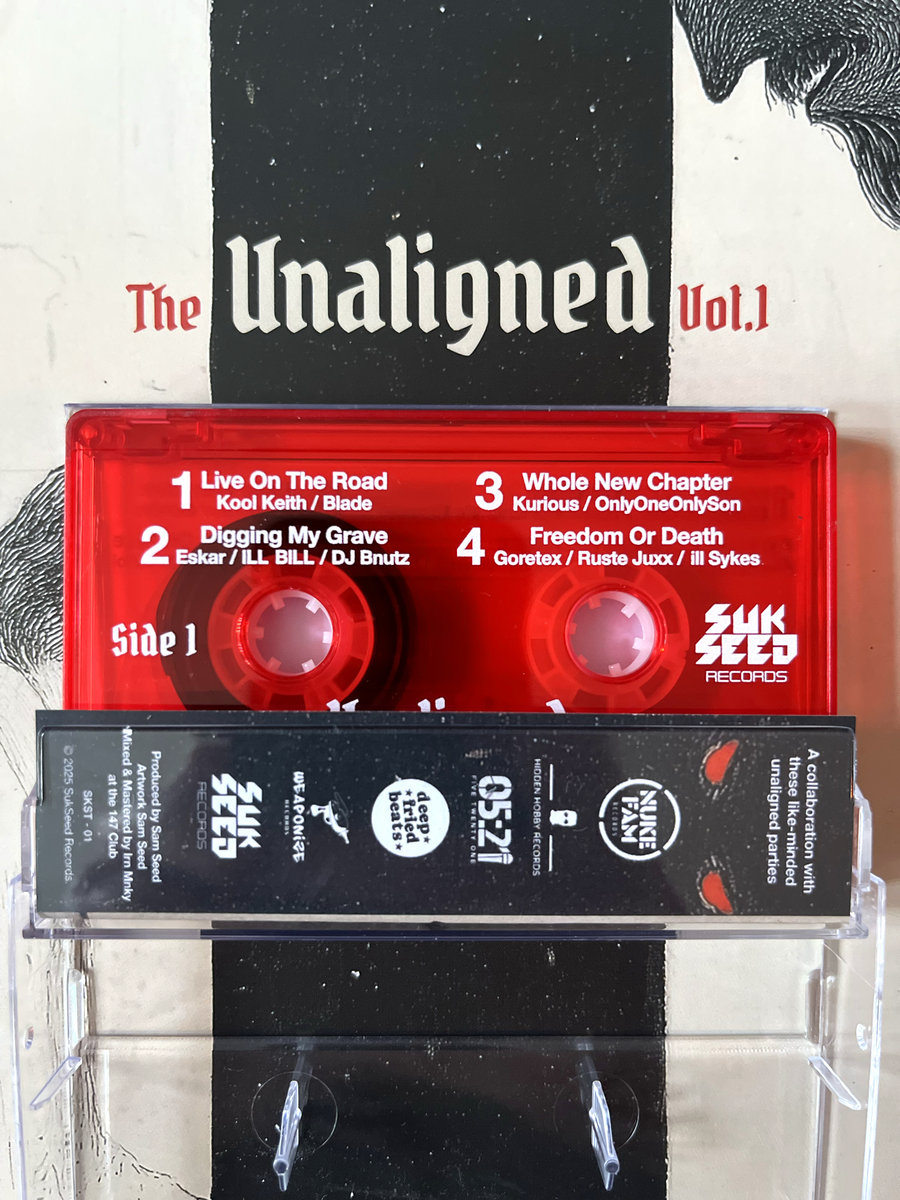 The Unaligned Vol.1
1 Live On The Road
Kool Keith / Blade
2 Digging My Grave
Eskar / ILL BILL / DJ Bnutz
3 Whole New Chapter
Kurious / OnlyOneOnlySon
4 Freedom Or Death
Goretex / Ruste Juxx / ill Sykes
Side 1
SUK
SEED
RECORDS
A collaboration with
these like-minded
unaligned parties
NUKE
FAM
RECORDS
HIDDEN HOBBY RECORDS
05:21
FIVE TWENTY ONE
deep
fried
beats
WEAPONIZE
RECORDS
SUK
SEED
RECORDS
Produced by Sam Seed
Artwork Sam Seed
Mixed & Mastered by Irn Mnky
at the 147 Club
SKST - 01
© 2025 SukSeed Records.